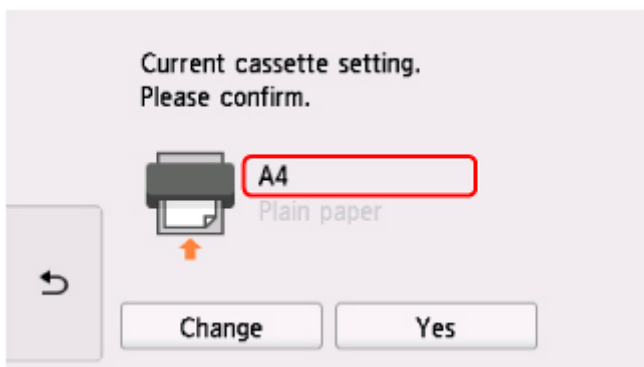 Current cassette setting.
Please confirm.
A4
Plain paper
Change
Yes